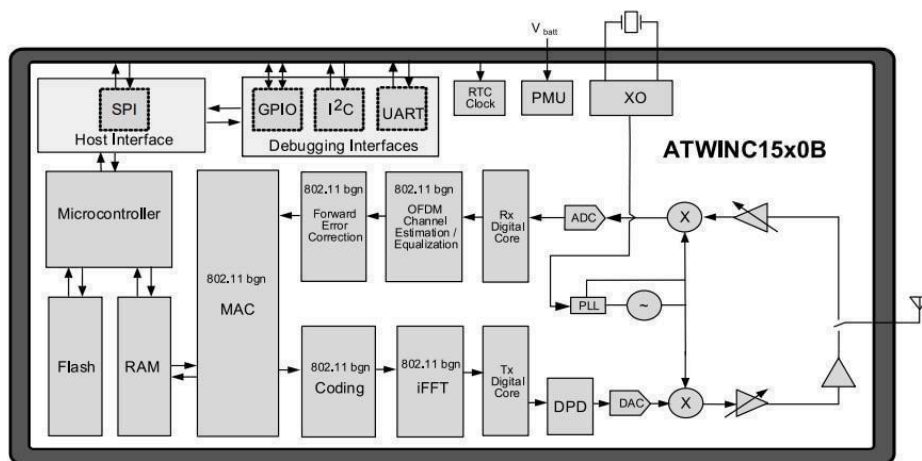 V batt
SPI
Host Interface
GPIO
I2C
UART
Debugging Interfaces
RTC
Clock
PMU
XO
ATWINC15x0B
Microcontroller
802.11 bgn
MAC
802.11 bgn
Forward
Error
Correction
802.11 bgn
OFDM
Channel
Estimation /
Equalization
Rx
Digital
Core
ADC
X
PLL
~
Flash
RAM
802.11 bgn
Coding
802.11 bgn
iFFT
Tx
Digital
Core
DPD
DAC
X